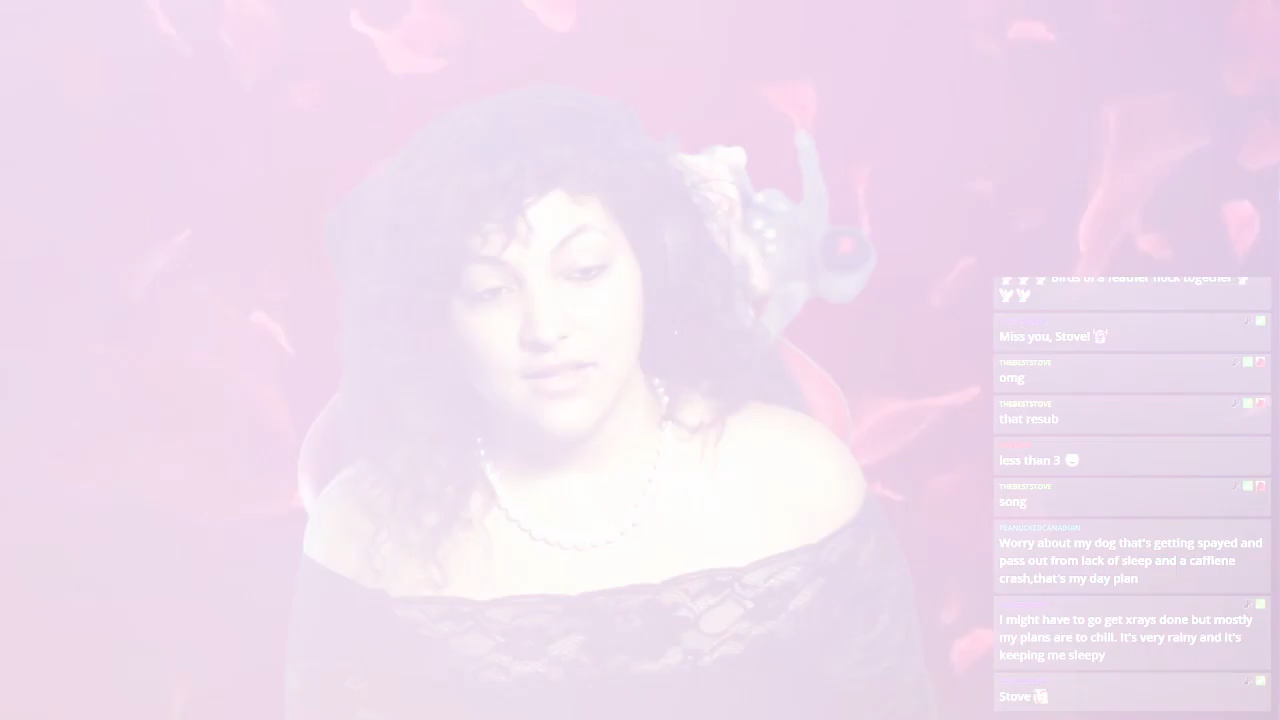 Birds of a feather flock together
Miss you, Stove!
THEBESTSTOVE
omg
THEBESTSTOVE
that resub
less than 3
THEBESTSTOVE
song
Worry about my dog that's getting spayed and
pass out from lack of sleep and a caffiene
crash,that's my day plan
I might have to go get xrays done but mostly
my plans are to chill. It's very rainy and it's
keeping me sleepy
Stove